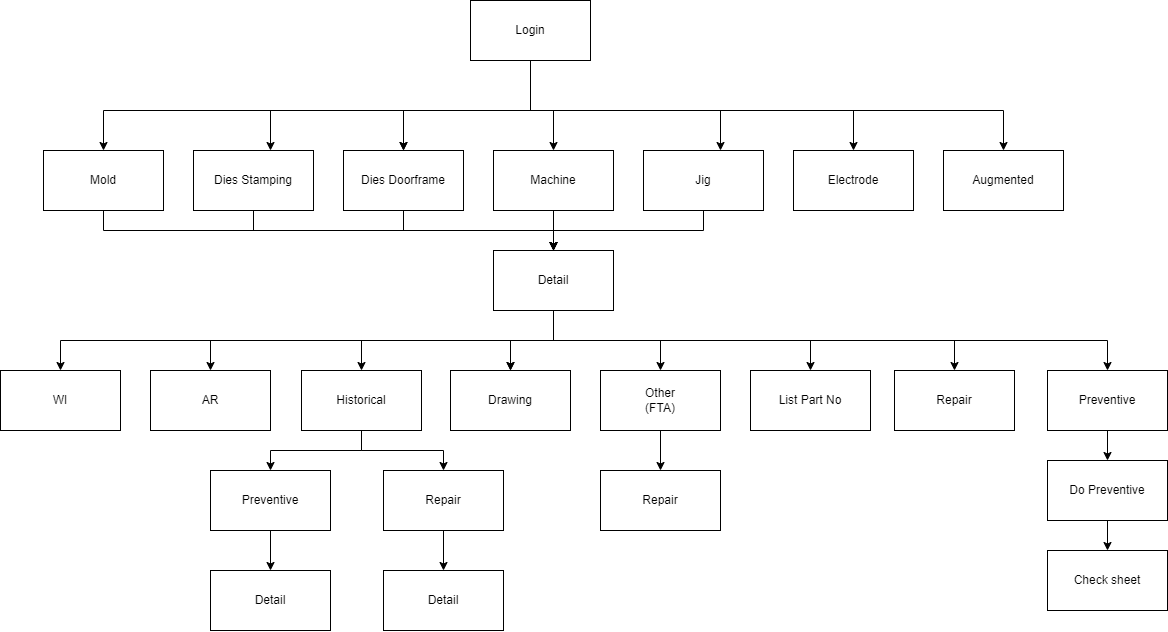 Login
Mold
Dies Stamping
Dies Doorframe
Machine
Jig
Electrode
Augmented
Detail
WI
AR
Historical
Drawing
Other
(FTA)
List Part No
Repair
Preventive
Preventive
Repair
Repair
Do Preventive
Detail
Detail
Check sheet